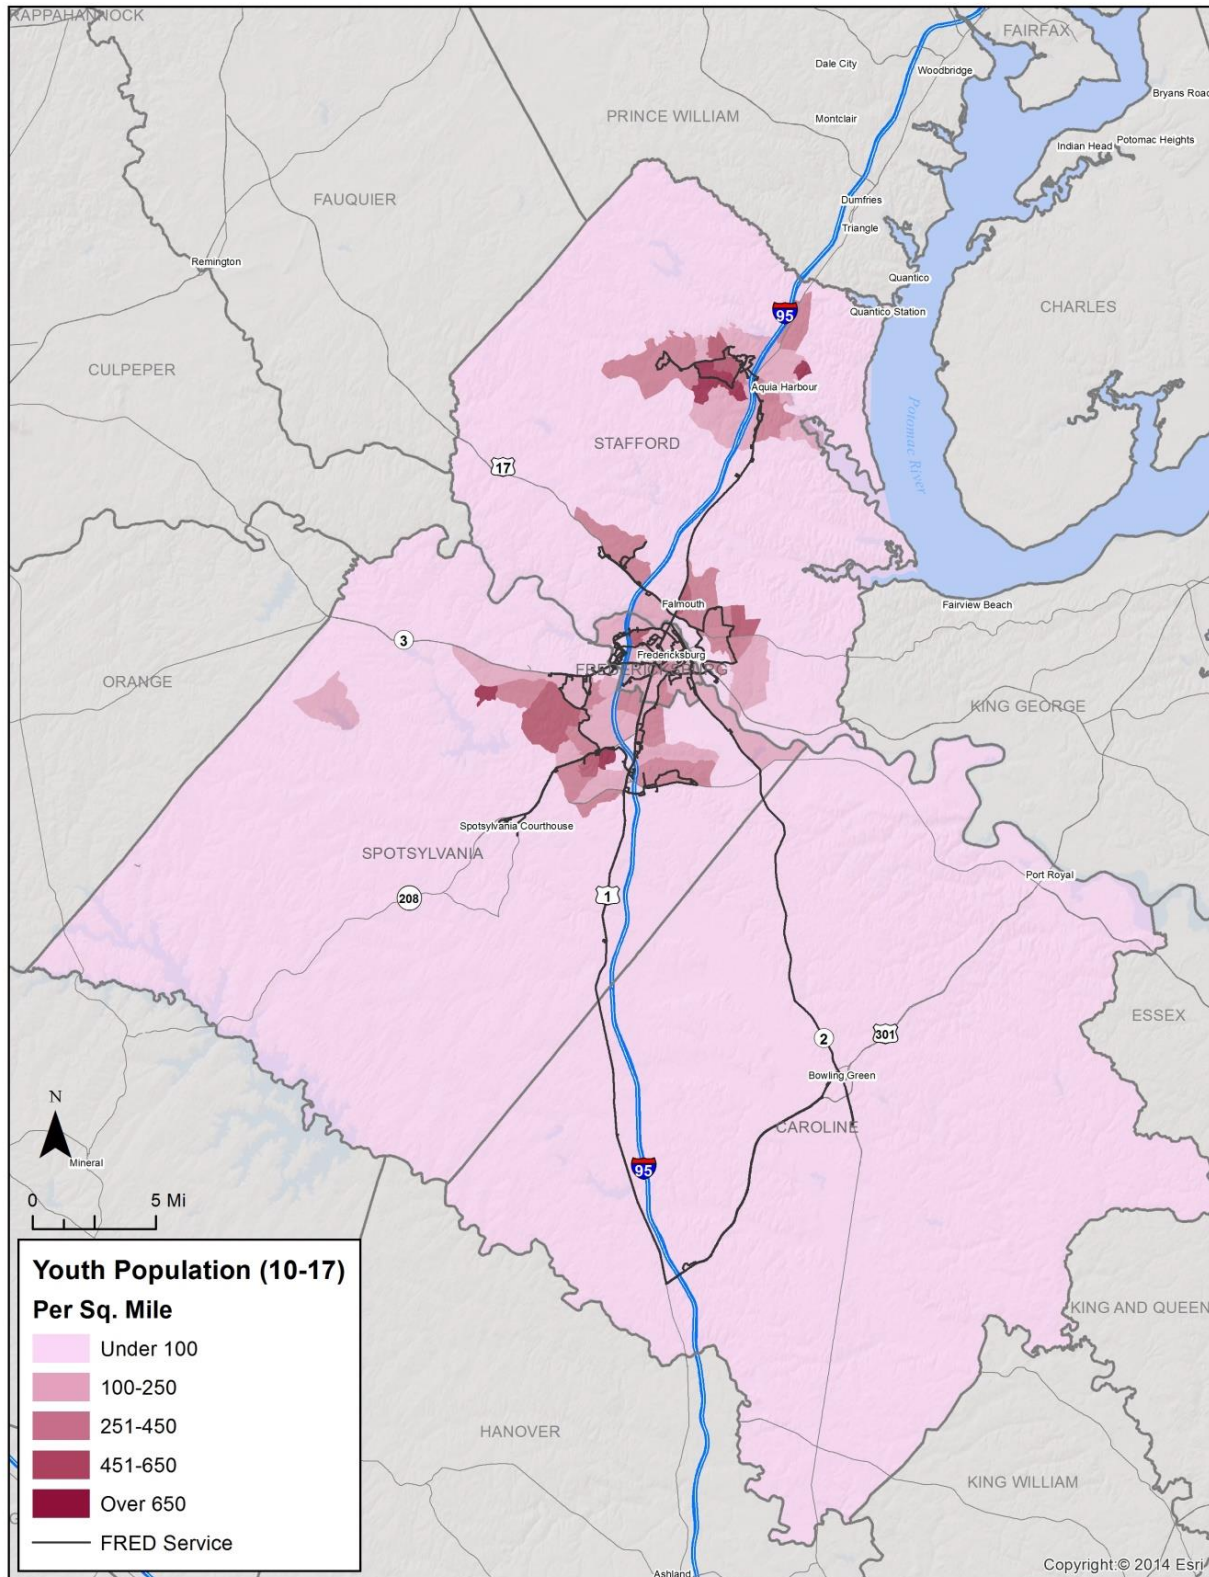 RAPPAHANNOCK
FAIRFAX
Dale City
Woodbridge
Bryans Road
PRINCE WILLIAM
Montclair
Potomac Heights
Indian Head
FAUQUIER
Dumfries
Triangle
Remington
Quantico
CHARLES
Quantico Station
95
CULPEPER
Aquia Harbour
Potomac River
STAFFORD
17
Falmouth
Fairview Beach
3
Fredericksburg
FREDERICKSBURG
ORANGE
KING GEORGE
Spotsylvania Courthouse
SPOTSYLVANIA
Port Royal
208
1
ESSEX
2
301
Bowling Green
CAROLINE
N
Mineral
95
0 5 Mi
Youth Population (10-17)
Per Sq. Mile
Under 100
100-250
251-450
451-650
Over 650
FRED Service
KING AND QUEEN
HANOVER
KING WILLIAM
Copyright:© 2014 Esri
Ashland